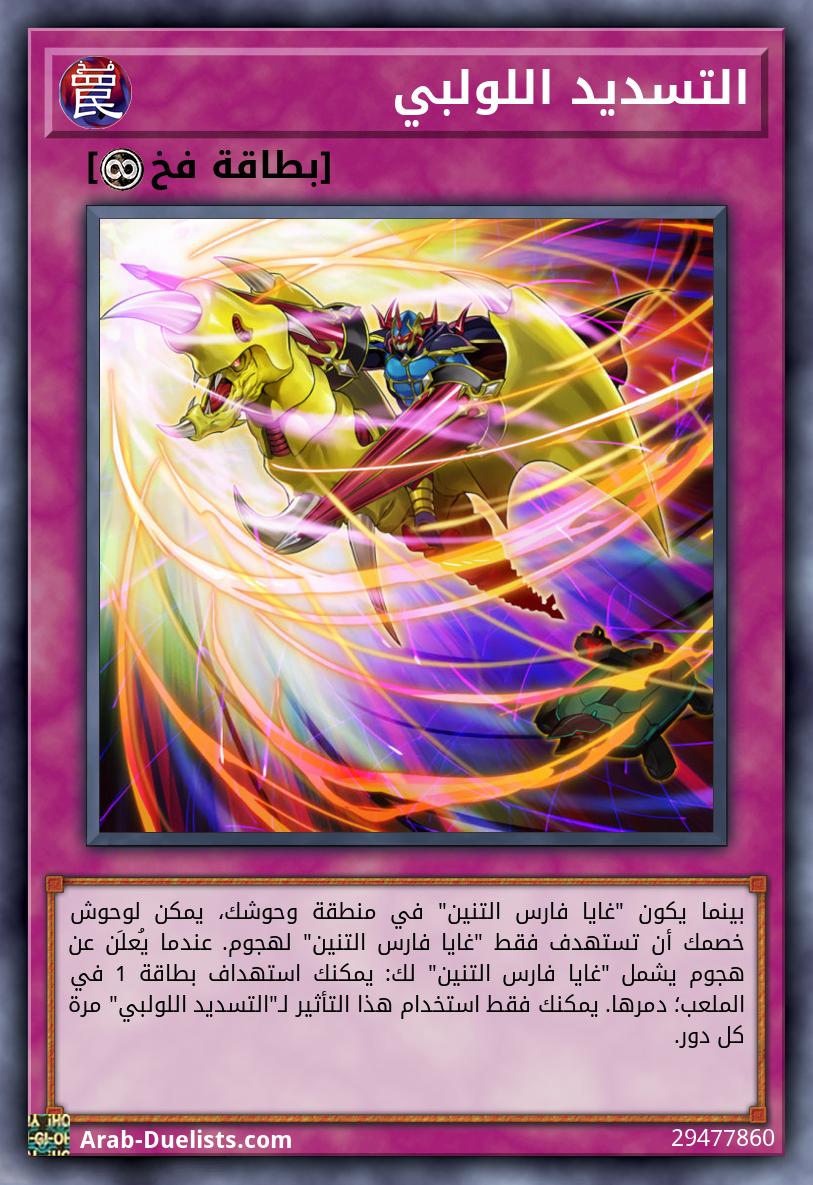 التسديد اللولبي
فخ
罠
[بطاقة فخ ∞]
بينما يكون "غايا فارس التنين" في منطقة وحوشك، يمكن لوحوش
خصمك أن تستهدف فقط "غايا فارس التنين" لهجوم. عندما يُعلَن عن
هجوم يشمل "غايا فارس التنين" لك: يمكنك استهداف بطاقة 1 في
الملعب؛ دمرها. يمكنك فقط استخدام هذا التأثير لـ"التسديد اللولبي" مرة
كل دور.
Arab-Duelists.com
29477860